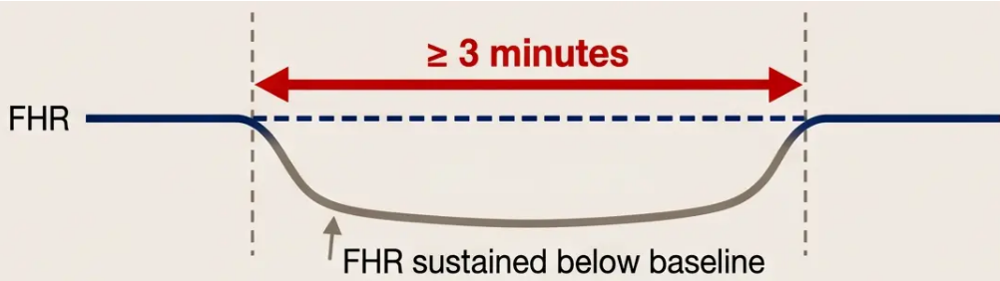 ≥ 3 minutes
FHR
FHR sustained below baseline